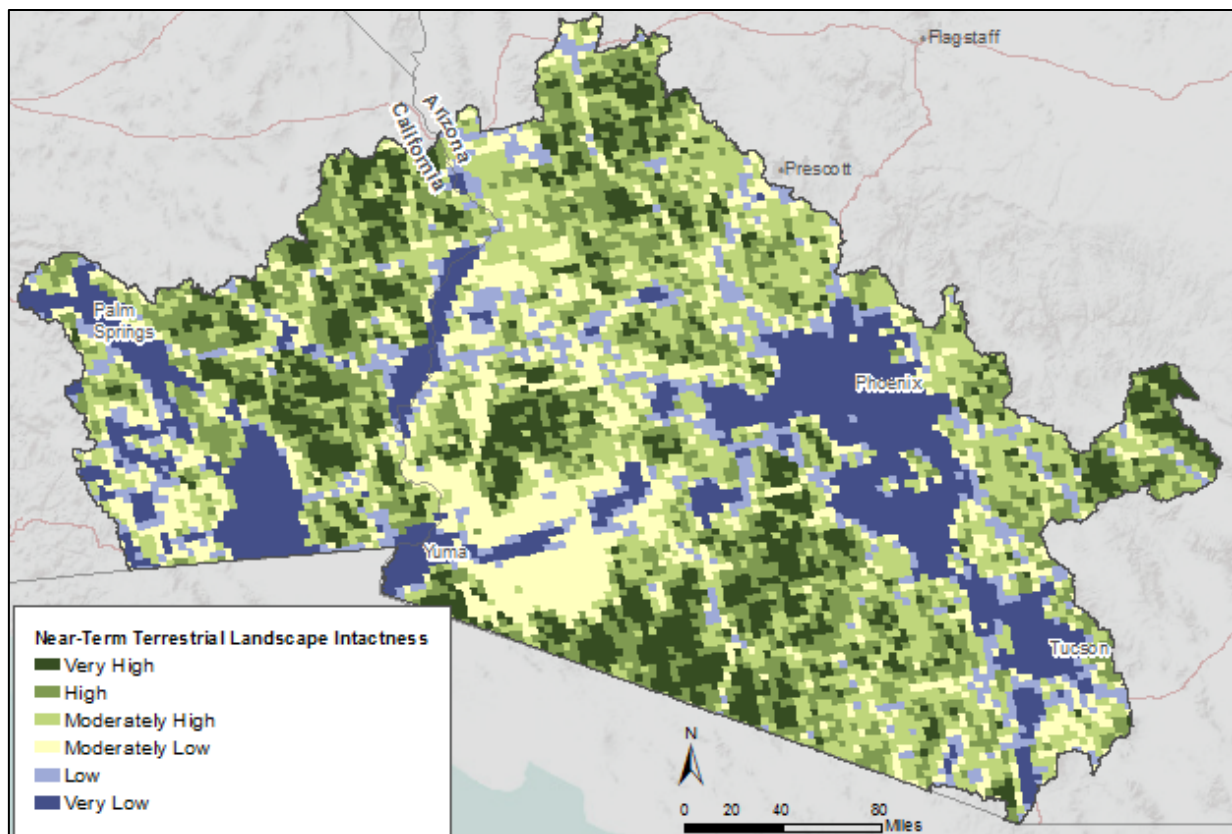 Flagstaff
Arizona
California
Prescott
Palm
Springs
Phoenix
Yuma
Tucson
Near-Term Terrestrial Landscape Intactness
Very High
High
Moderately High
Moderately Low
Low
Very Low
N
0 20 40 80
Miles